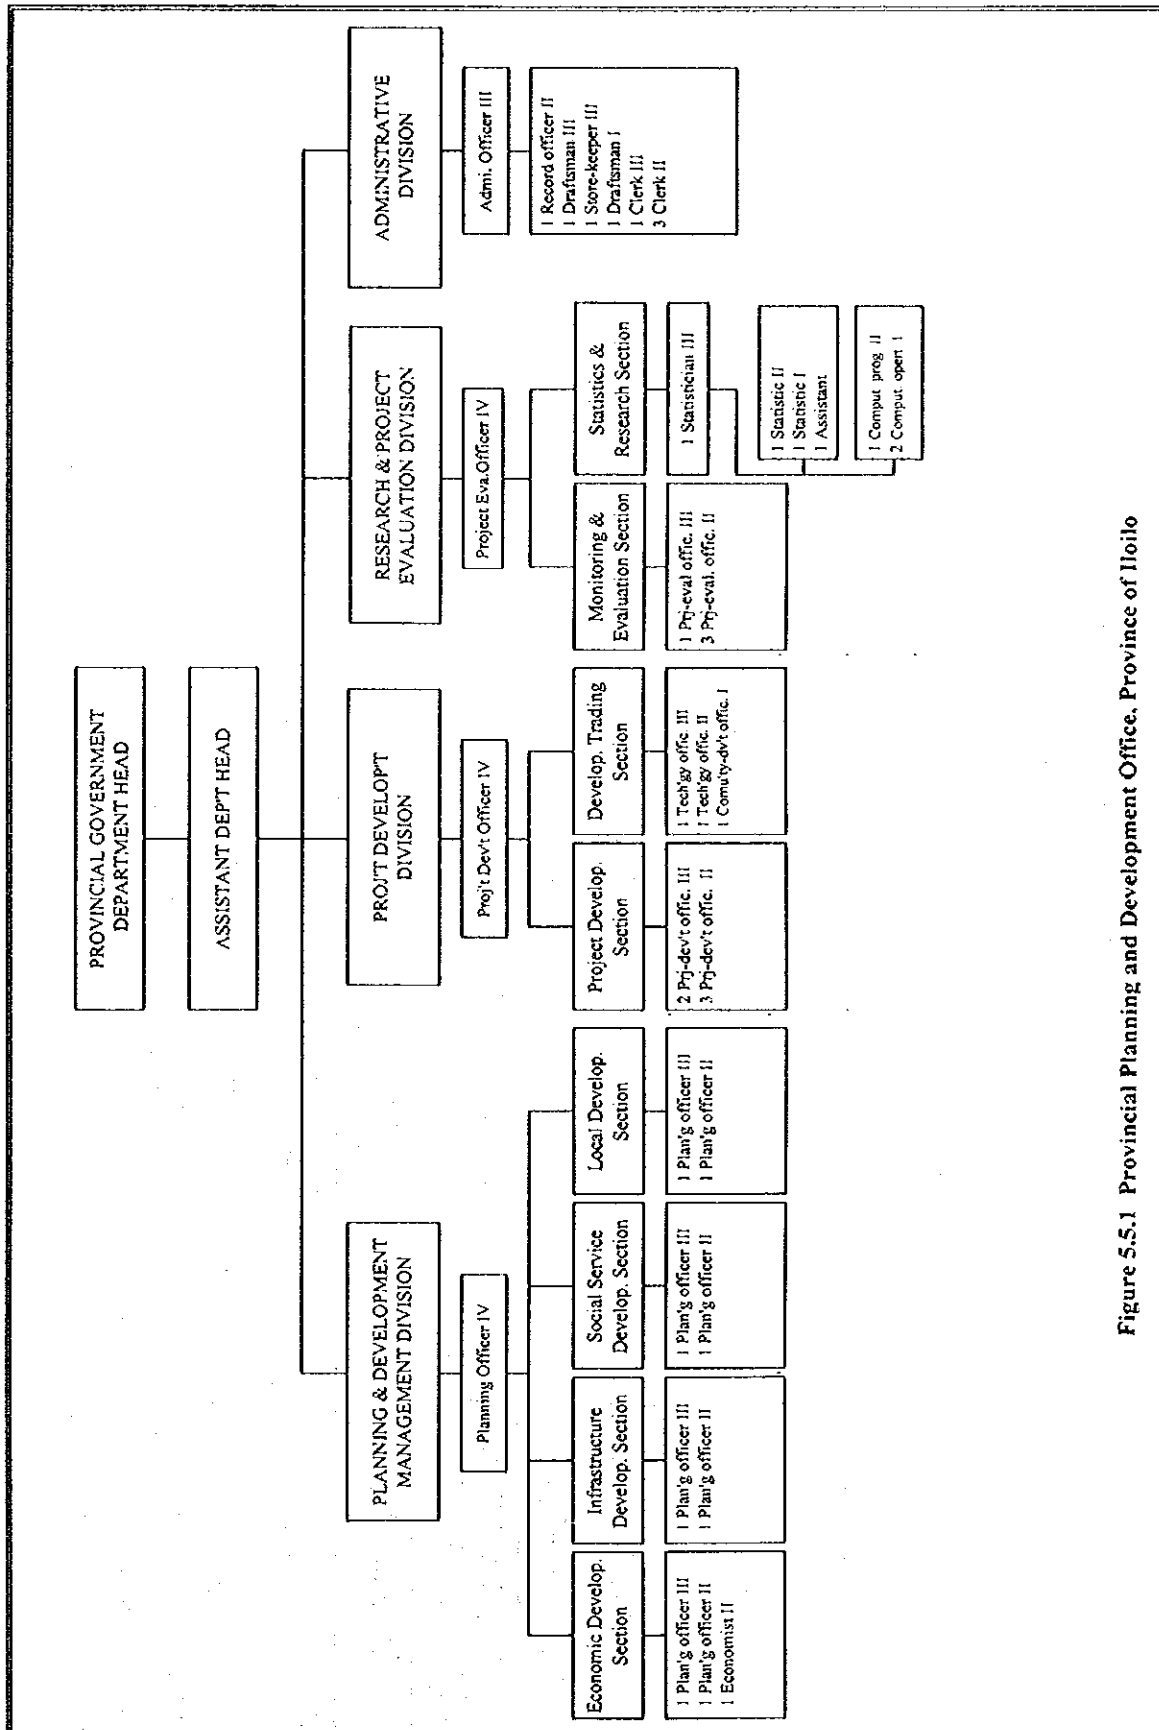 PROVINCIAL GOVERNMENT
DEPARTMENT HEAD
ASSISTANT DEP'T HEAD
PLANNING & DEVELOPMENT
MANAGEMENT DIVISION
PROJ'T DEVELOP'T
DIVISION
RESEARCH & PROJECT
EVALUATION DIVISION
ADMINISTRATIVE
DIVISION
Planning Officer IV
Proj't Dev't Officer IV
Project Eva.Officer IV
Admi. Officer III
1 Record officer II
1 Draftsman III
1 Store-keeper III
1 Draftsman I
1 Clerk III
3 Clerk II
Economic Develop.
Section
Infrastructure
Develop. Section
Social Service
Develop. Section
Local Develop.
Section
Project Develop.
Section
Develop. Trading
Section
Monitoring &
Evaluation Section
Statistics &
Research Section
1 Plan'g officer III
1 Plan'g officer II
1 Economist II
1 Plan'g officer III
1 Plan'g officer II
1 Plan'g officer III
1 Plan'g officer II
1 Plan'g officer III
1 Plan'g officer II
2 Prj-dev't offic. III
3 Prj-dev't offic. II
1 Tech'gy offic. III
1 Tech'gy offic. II
1 Comu'ty-dv't offic. I
1 Prj-eval offic. III
3 Prj-eval. offic. II
1 Statistician III
1 Statistic II
1 Statistic I
1 Assistant
1 Comput prog II
2 Comput. opert 1
Figure 5.5.1 Provincial Planning and Development Office, Province of Iloilo